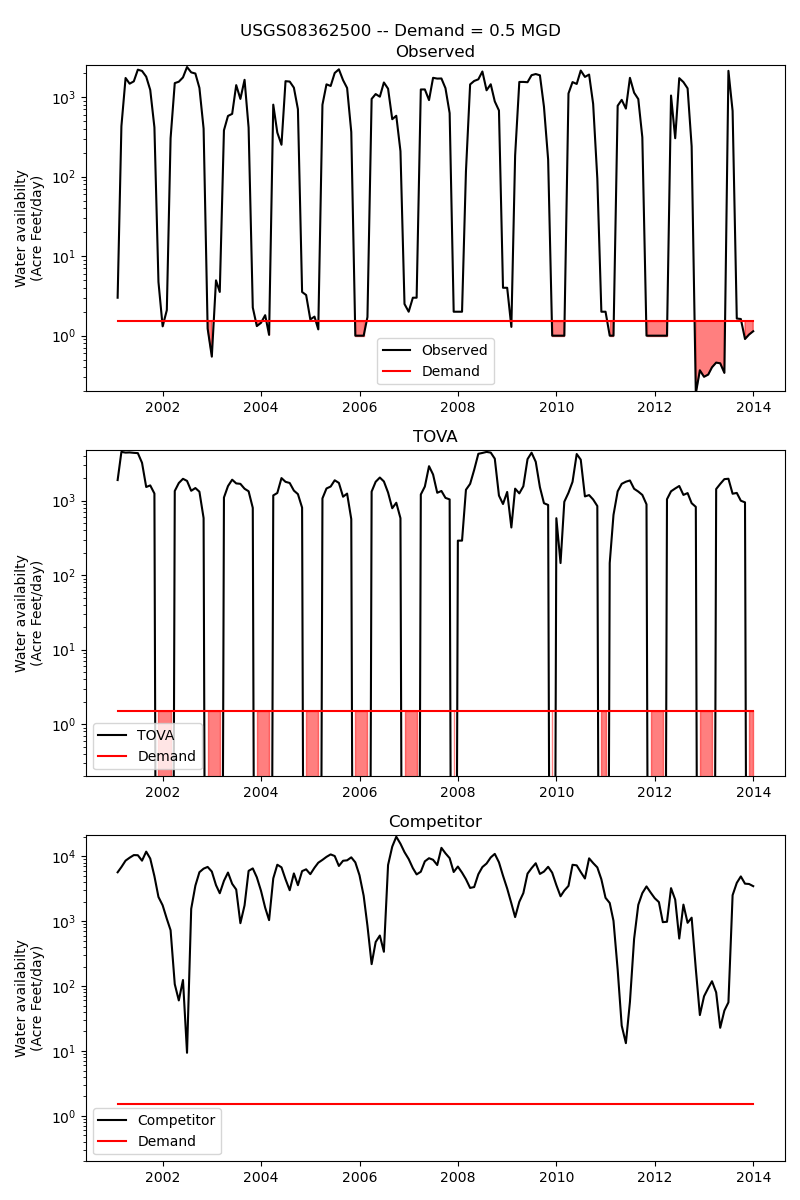 USGS08362500 -- Demand = 0.5 MGD
Observed
Water availabilty
(Acre Feet/day)
10³
10²
10¹
10⁰
Observed
Demand
2002 2004 2006 2008 2010 2012 2014
TOVA
Water availabilty
(Acre Feet/day)
10³
10²
10¹
10⁰
TOVA
Demand
2002 2004 2006 2008 2010 2012 2014
Competitor
Water availabilty
(Acre Feet/day)
10⁴
10³
10²
10¹
10⁰
Competitor
Demand
2002 2004 2006 2008 2010 2012 2014